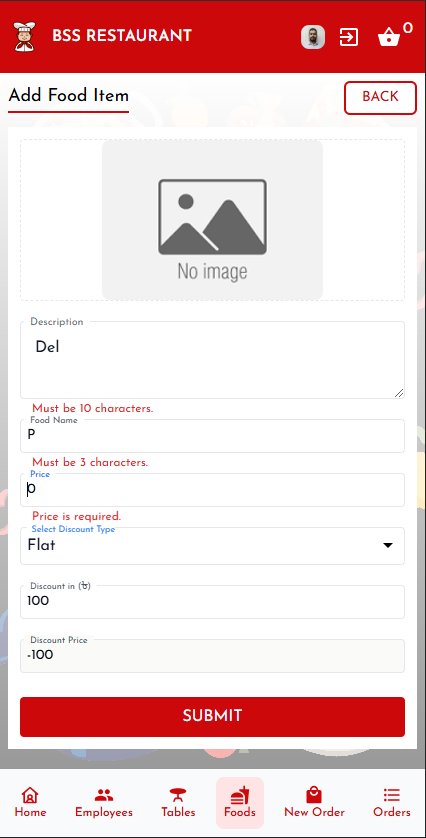 BSS RESTAURANT 0
Add Food Item BACK
No image
Description
Del
Must be 10 characters.
Food Name
P
Must be 3 characters.
Price
0
Price is required.
Select Discount Type
Flat
Discount in (৳)
100
Discount Price
-100
SUBMIT
Home Employees Tables Foods New Order Orders